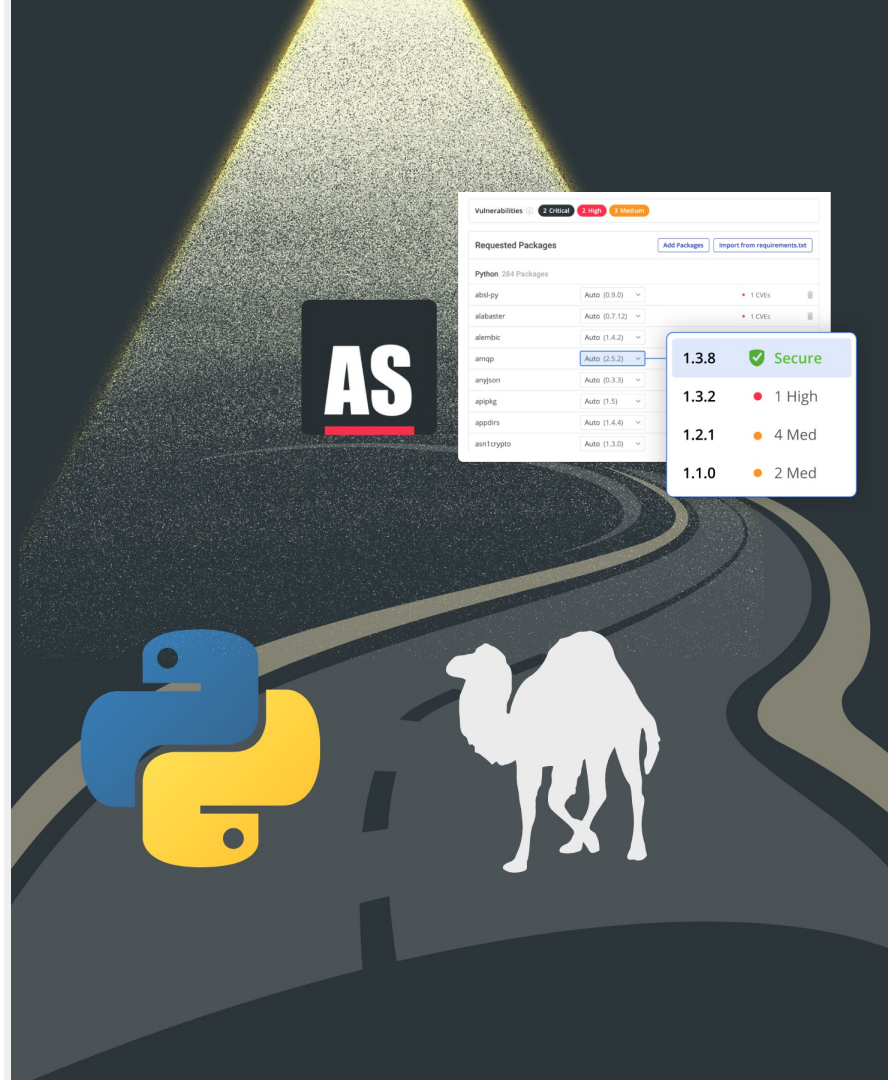 Vulnerabilities 2 Critical 2 High 3 Medium
Requested Packages Add Packages Import from requirements.txt
Python 284 Packages
absl-py Auto (0.9.0) 1 CVEs
alabaster Auto (0.7.12) 1 CVEs
alembic Auto (1.4.2)
amqp Auto (2.5.2)
anyjson Auto (0.3.3)
apipkg Auto (1.5)
appdirs Auto (1.4.4)
asn1crypto Auto (1.3.0)
1.3.8 Secure
1.3.2 1 High
1.2.1 4 Med
1.1.0 2 Med
AS